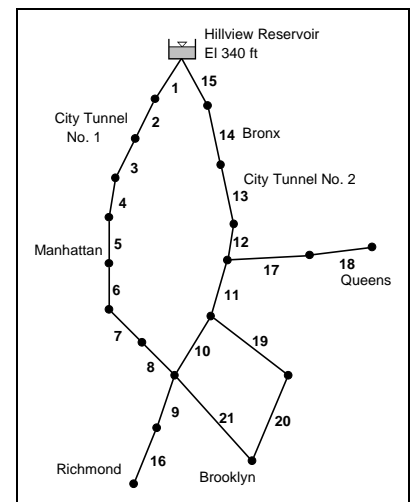 Hillview Reservoir
El 340 ft
1
15
2
City Tunnel
No. 1
14
Bronx
3
13
City Tunnel No. 2
4
12
Manhattan
5
17
18
Queens
6
11
7
10
19
8
9
21
20
16
Richmond
Brooklyn